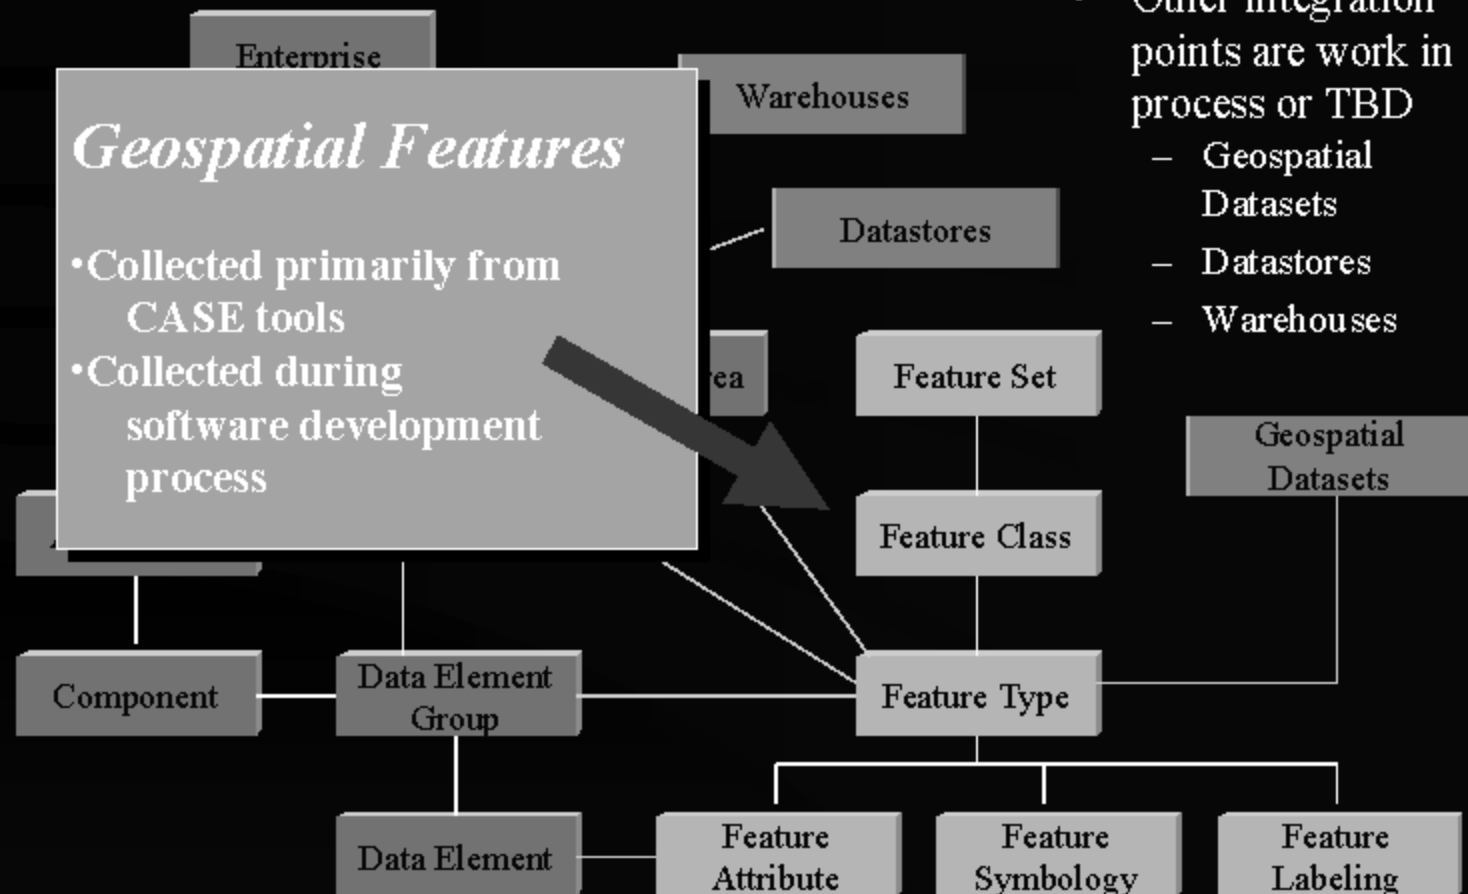 Other integration
points are work in
process or TBD
– Geospatial
Datasets
– Datastores
– Warehouses
Enterprise
Warehouses
Geospatial Features
•Collected primarily from
CASE tools
•Collected during
software development
process
Datastores
Feature Set
Geospatial
Datasets
Feature Class
Component
Data Element
Group
Feature Type
Data Element
Feature
Attribute
Feature
Symbology
Feature
Labeling